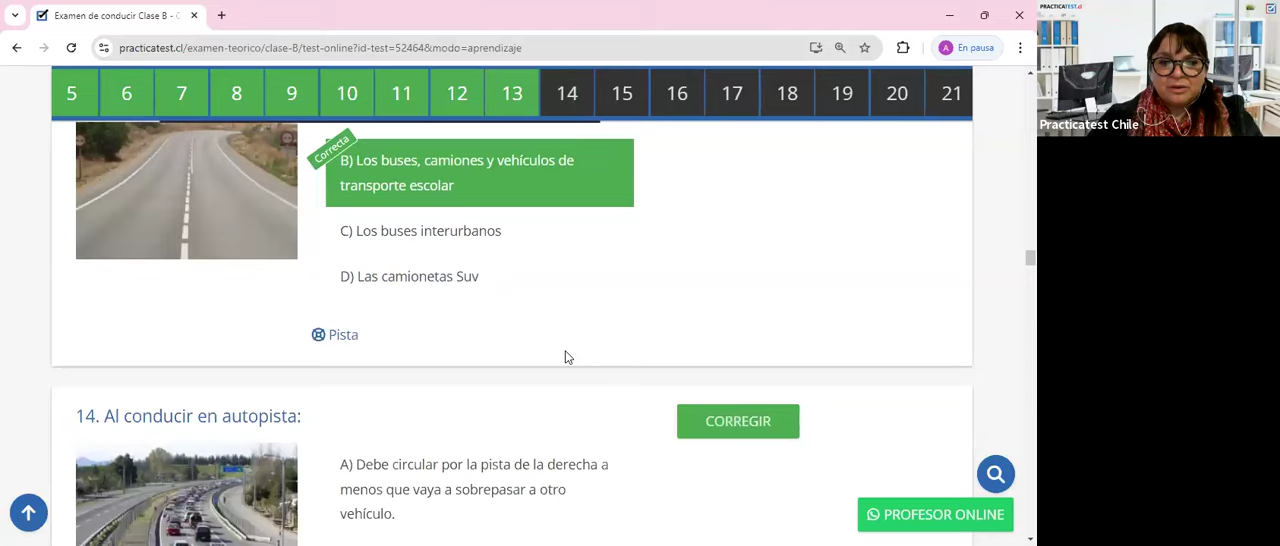 Examen de conducir Clase B - C
practicatest.cl/examen-teorico/clase-B/test-online?id-test=52464&modo=aprendizaje
A
En pausa
5 6 7 8 9 10 11 12 13 14 15 16 17 18 19 20 21
Correcta
B) Los buses, camiones y vehículos de
transporte escolar
C) Los buses interurbanos
D) Las camionetas Suv
Pista
14. Al conducir en autopista:
CORREGIR
A) Debe circular por la pista de la derecha a
menos que vaya a sobrepasar a otro
vehículo.
PROFESOR ONLINE
PRACTICATEST.cl
Practicatest Chile